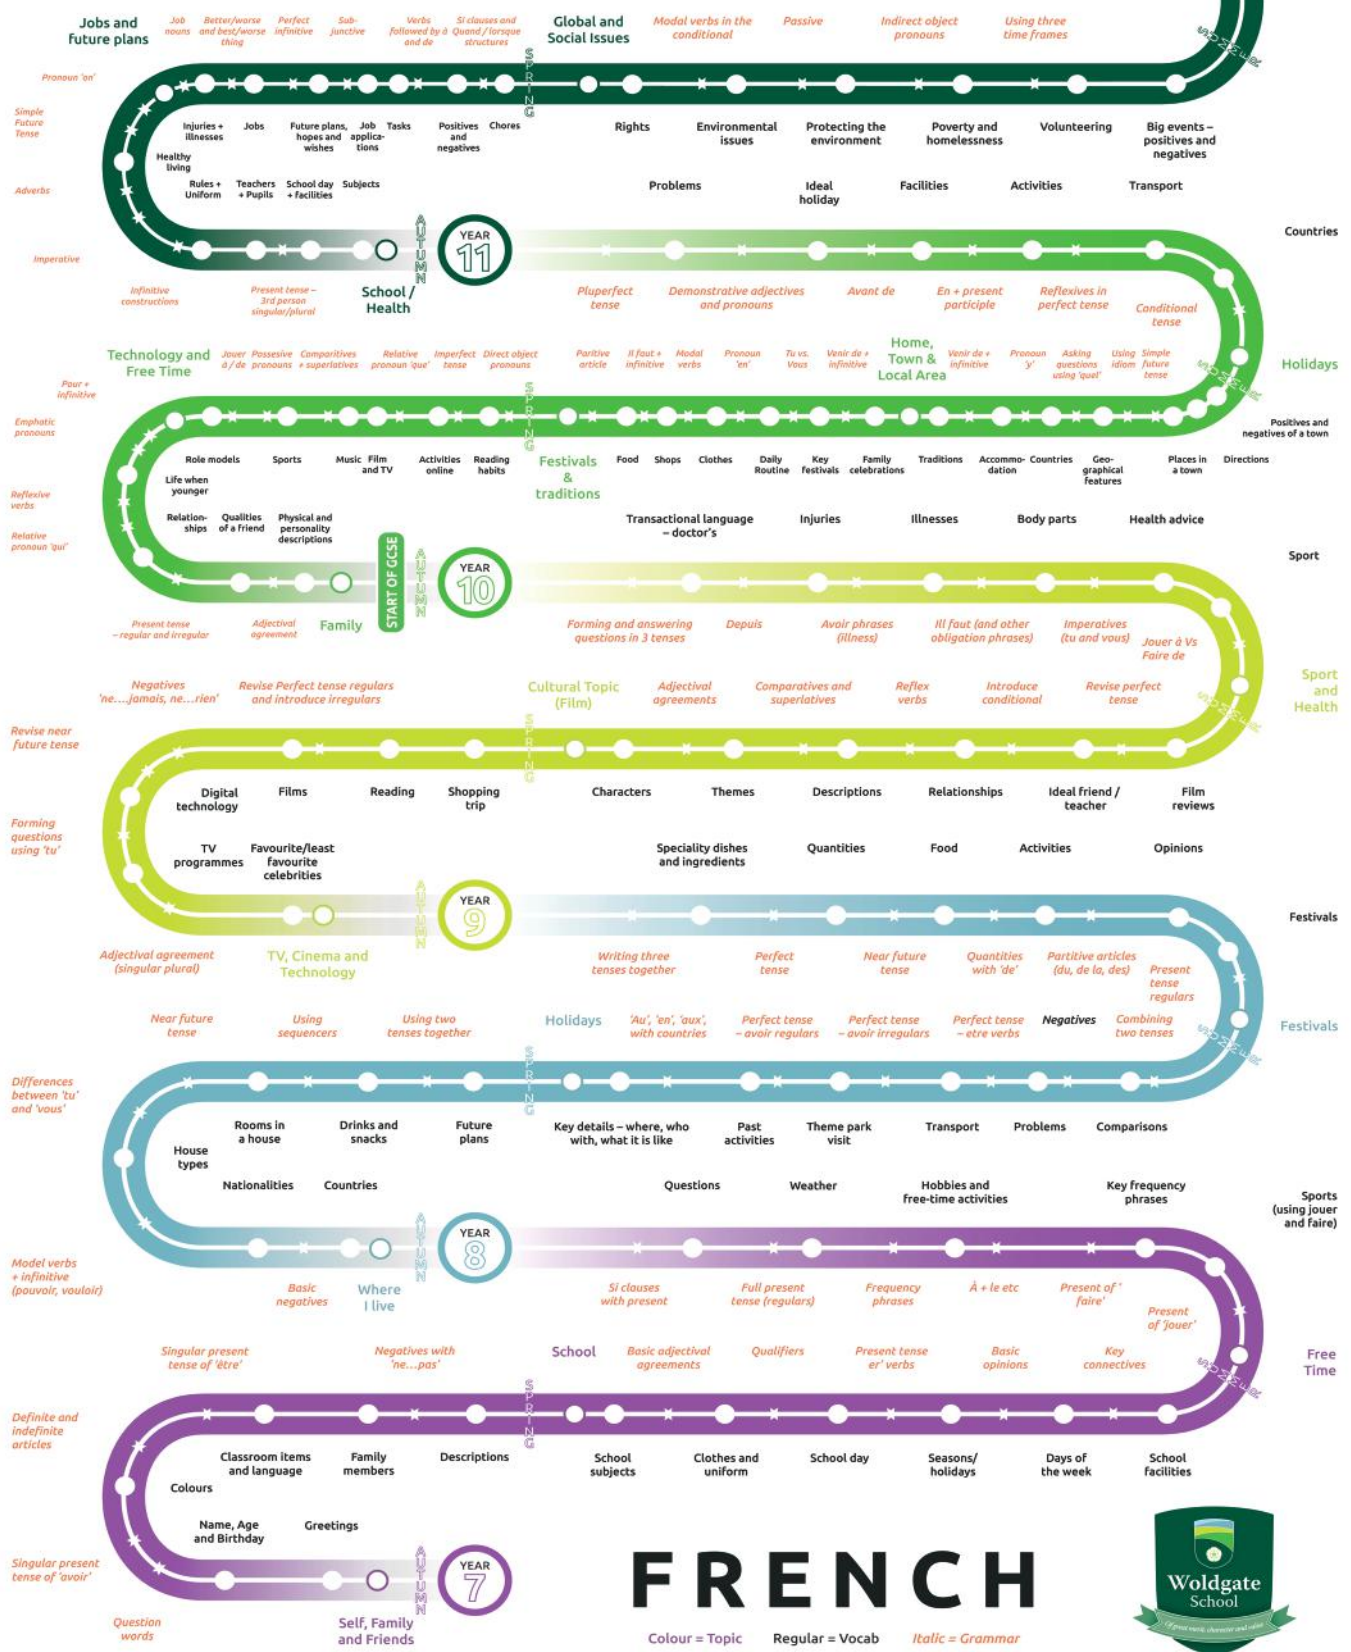 Jobs and
future plans
Job
nouns
Better/worse
and best/worse
thing
Perfect
infinitive
Sub-
junctive
Verbs
followed by à
and de
Si clauses and
Quand / lorsque
structures
Global and
Social Issues
Modal verbs in the
conditional
Passive
Indirect object
pronouns
Using three
time frames
SUMMER
SPRING
Pronoun 'on'
Simple
Future
Tense
Adverbs
Imperative
Injuries +
illnesses
Jobs
Future plans,
hopes and
wishes
Job
applica-
tions
Tasks
Positives
and
negatives
Chores
Rights
Environmental
issues
Protecting the
environment
Poverty and
homelessness
Volunteering
Big events –
positives and
negatives
Healthy
living
Rules +
Uniform
Teachers
+ Pupils
School day
+ facilities
Subjects
Problems
Ideal
holiday
Facilities
Activities
Transport
Countries
AUTUMN
YEAR
11
Infinitive
constructions
Present tense –
3rd person
singular/plural
School /
Health
Pluperfect
tense
Demonstrative adjectives
and pronouns
Avant de
En + present
participle
Reflexives in
perfect tense
Conditional
tense
Holidays
Technology and
Free Time
Jouer
à / de
Possesive
pronouns
Comparitives
+ superlatives
Relative
pronoun 'que'
Imperfect
tense
Direct object
pronouns
Paritive
article
Il faut +
infinitive
Modal
verbs
Pronoun
'en'
Tu vs.
Vous
Venir de +
infinitive
Home,
Town &
Local Area
Venir de +
infinitive
Pronoun
'y'
Asking
questions
using 'quel'
Using
idiom
Simple
future
tense
SUMMER
SPRING
Pour +
infinitive
Emphatic
pronouns
Reflexive
verbs
Relative
pronoun 'qui'
Positives and
negatives of a town
Role models
Sports
Music
Film
and TV
Activities
online
Reading
habits
Festivals
&
traditions
Food
Shops
Clothes
Daily
Routine
Key
festivals
Family
celebrations
Traditions
Accommo-
dation
Countries
Geo-
graphical
features
Places in
a town
Directions
Life when
younger
Relation-
ships
Qualities
of a friend
Physical and
personality
descriptions
Transactional language
– doctor's
Injuries
Illnesses
Body parts
Health advice
Sport
START OF GCSE
AUTUMN
YEAR
10
Present tense
– regular and irregular
Adjectival
agreement
Family
Forming and answering
questions in 3 tenses
Depuis
Avoir phrases
(illness)
Ill faut (and other
obligation phrases)
Imperatives
(tu and vous)
Jouer à Vs
Faire de
Sport
and
Health
Negatives
'ne....jamais, ne...rien'
Revise Perfect tense regulars
and introduce irregulars
Cultural Topic
(Film)
Adjectival
agreements
Comparatives and
superlatives
Reflex
verbs
Introduce
conditional
Revise perfect
tense
SUMMER
SPRING
Revise near
future tense
Forming
questions
using 'tu'
Digital
technology
Films
Reading
Shopping
trip
Characters
Themes
Descriptions
Relationships
Ideal friend /
teacher
Film
reviews
TV
programmes
Favourite/least
favourite
celebrities
Speciality dishes
and ingredients
Quantities
Food
Activities
Opinions
Festivals
AUTUMN
YEAR
9
Adjectival agreement
(singular plural)
TV, Cinema and
Technology
Writing three
tenses together
Perfect
tense
Near future
tense
Quantities
with 'de'
Partitive articles
(du, de la, des)
Present
tense
regulars
Festivals
Near future
tense
Using
sequencers
Using two
tenses together
Holidays
'Au', 'en', 'aux',
with countries
Perfect tense
– avoir regulars
Perfect tense
– avoir irregulars
Perfect tense
– etre verbs
Negatives
Combining
two tenses
SUMMER
SPRING
Differences
between 'tu'
and 'vous'
House
types
Rooms in
a house
Drinks and
snacks
Future
plans
Key details – where, who
with, what it is like
Past
activities
Theme park
visit
Transport
Problems
Comparisons
Nationalities
Countries
Questions
Weather
Hobbies and
free-time activities
Key frequency
phrases
Sports
(using jouer
and faire)
AUTUMN
YEAR
8
Model verbs
+ infinitive
(pouvoir, vouloir)
Basic
negatives
Where
I live
Si clauses
with present
Full present
tense (regulars)
Frequency
phrases
À + le etc
Present of '
faire'
Present
of 'jouer'
Free
Time
Singular present
tense of 'être'
Negatives with
'ne...pas'
School
Basic adjectival
agreements
Qualifiers
Present tense
er' verbs
Basic
opinions
Key
connectives
SUMMER
SPRING
Definite and
indefinite
articles
Colours
Classroom items
and language
Family
members
Descriptions
School
subjects
Clothes and
uniform
School day
Seasons/
holidays
Days of
the week
School
facilities
Name, Age
and Birthday
Greetings
AUTUMN
YEAR
7
Singular present
tense of 'avoir'
Question
words
Self, Family
and Friends
FRENCH
Colour = Topic
Regular = Vocab
Italic = Grammar
Woldgate
School
Of great merit, character and value